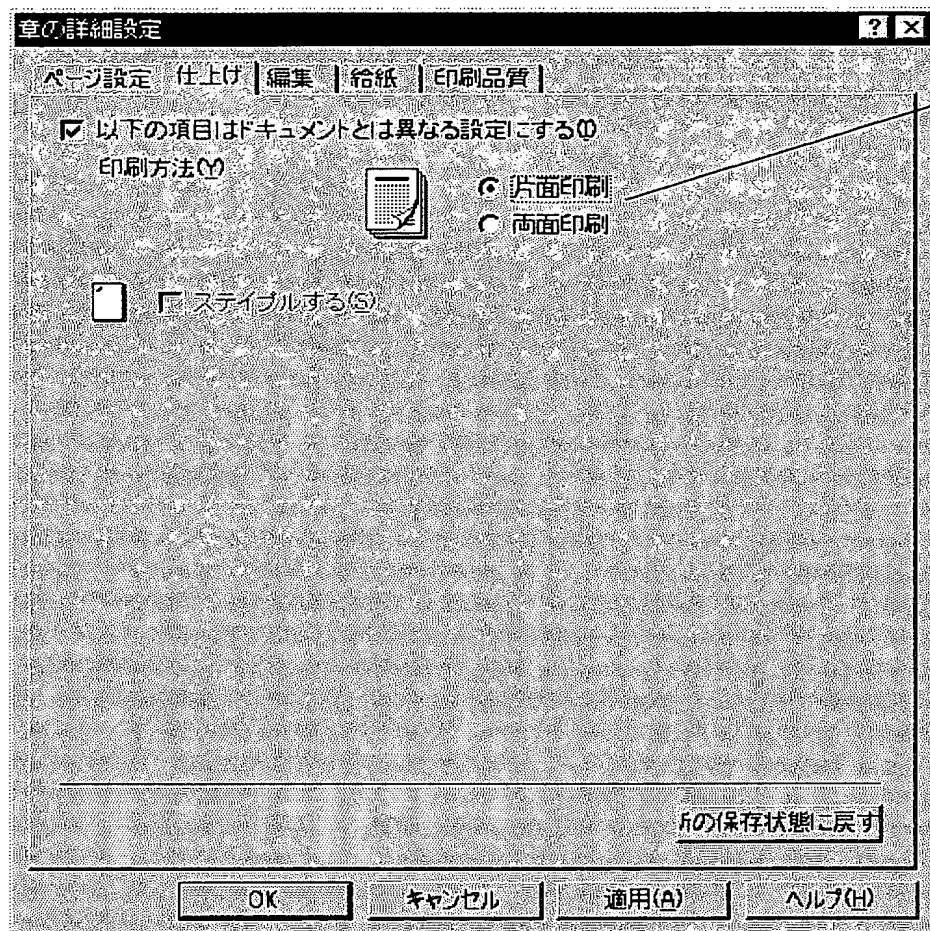 章の詳細設定
ページ設定 仕上げ 編集 給紙 印刷品質
以下の項目はドキュメントとは異なる設定にする(I)
印刷方法(Y)
片面印刷
両面印刷
ステイプルする(S)
の保存状態に戻す
OK キャンセル 適用(A) ヘルプ(H)